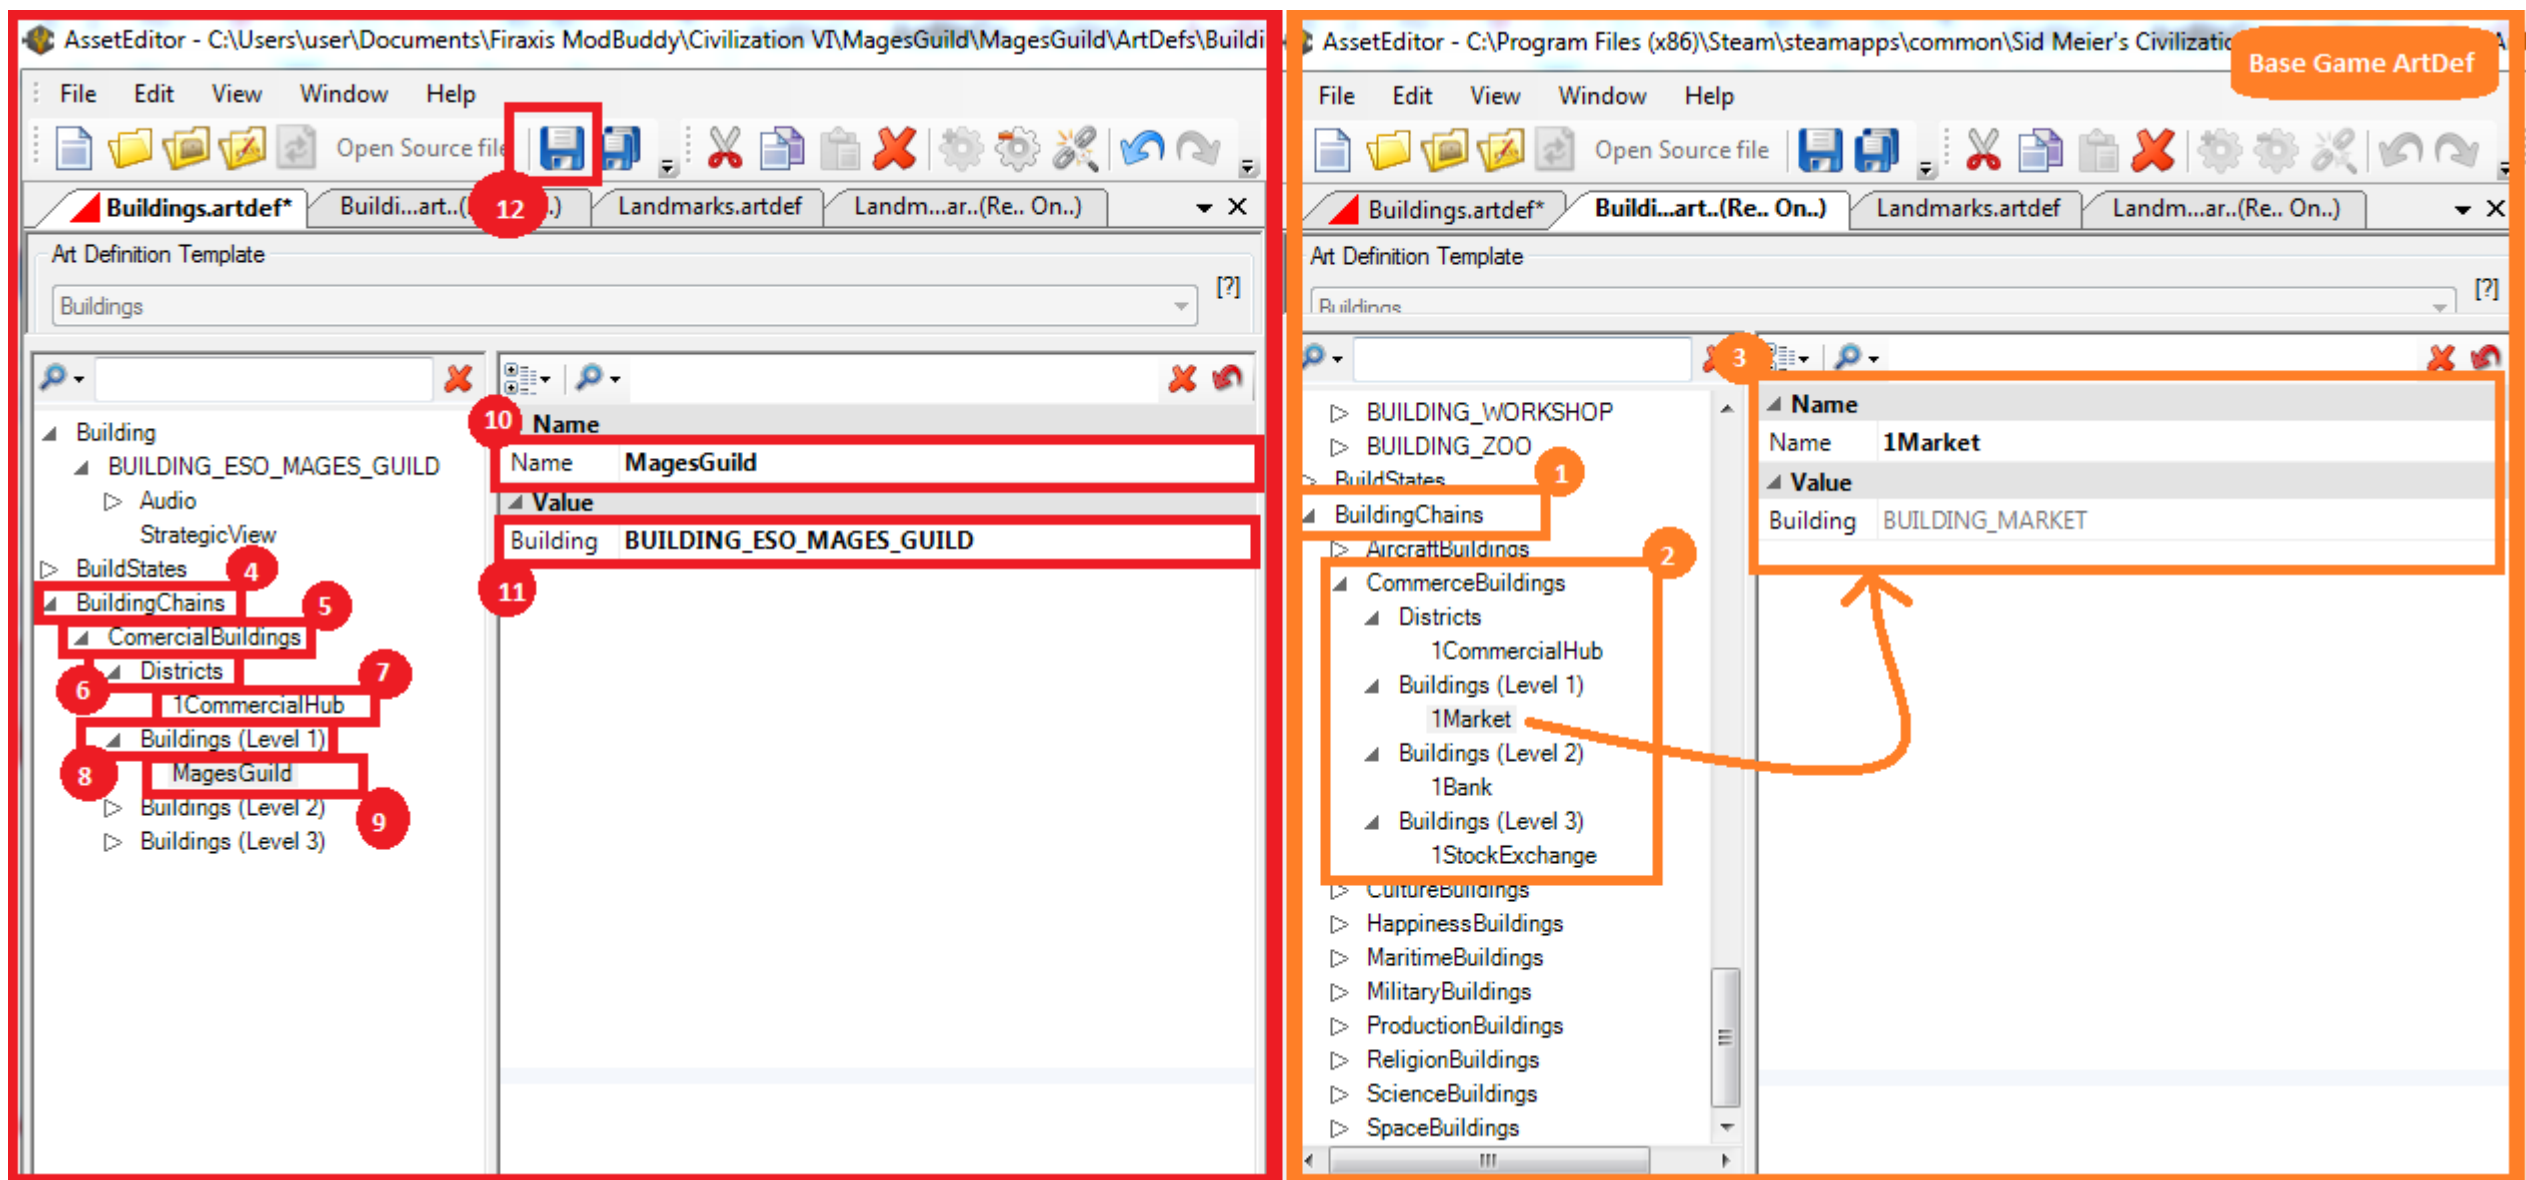 AssetEditor - C:\Users\user\Documents\Firaxis ModBuddy\Civilization VI\MagesGuild\MagesGuild\ArtDefs\Buildi
File Edit View Window Help
Open Source file
12
Buildings.artdef* Buildi...art..( .) Landmarks.artdef Landm...ar..(Re.. On..)
Art Definition Template
[?]
Buildings
Building
BUILDING_ESO_MAGES_GUILD
Audio
StrategicView
BuildStates
4
BuildingChains
5
ComercialBuildings
Districts
6
7
1CommercialHub
Buildings (Level 1)
8
MagesGuild
9
Buildings (Level 2)
Buildings (Level 3)
10
Name
Name MagesGuild
Value
Building BUILDING_ESO_MAGES_GUILD
11
AssetEditor - C:\Program Files (x86)\Steam\steamapps\common\Sid Meier's Civilizatic
Base Game ArtDef
File Edit View Window Help
Open Source file
Buildings.artdef* Buildi...art..(Re.. On..) Landmarks.artdef Landm...ar..(Re.. On..)
Art Definition Template
[?]
Buildings
BUILDING_WORKSHOP
BUILDING_ZOO
BuildStates
1
BuildingChains
AircraftBuildings
2
CommerceBuildings
Districts
1CommercialHub
Buildings (Level 1)
1Market
Buildings (Level 2)
1Bank
Buildings (Level 3)
1StockExchange
CultureBuildings
HappinessBuildings
MaritimeBuildings
MilitaryBuildings
ProductionBuildings
ReligionBuildings
ScienceBuildings
SpaceBuildings
3
Name
Name 1Market
Value
Building BUILDING_MARKET